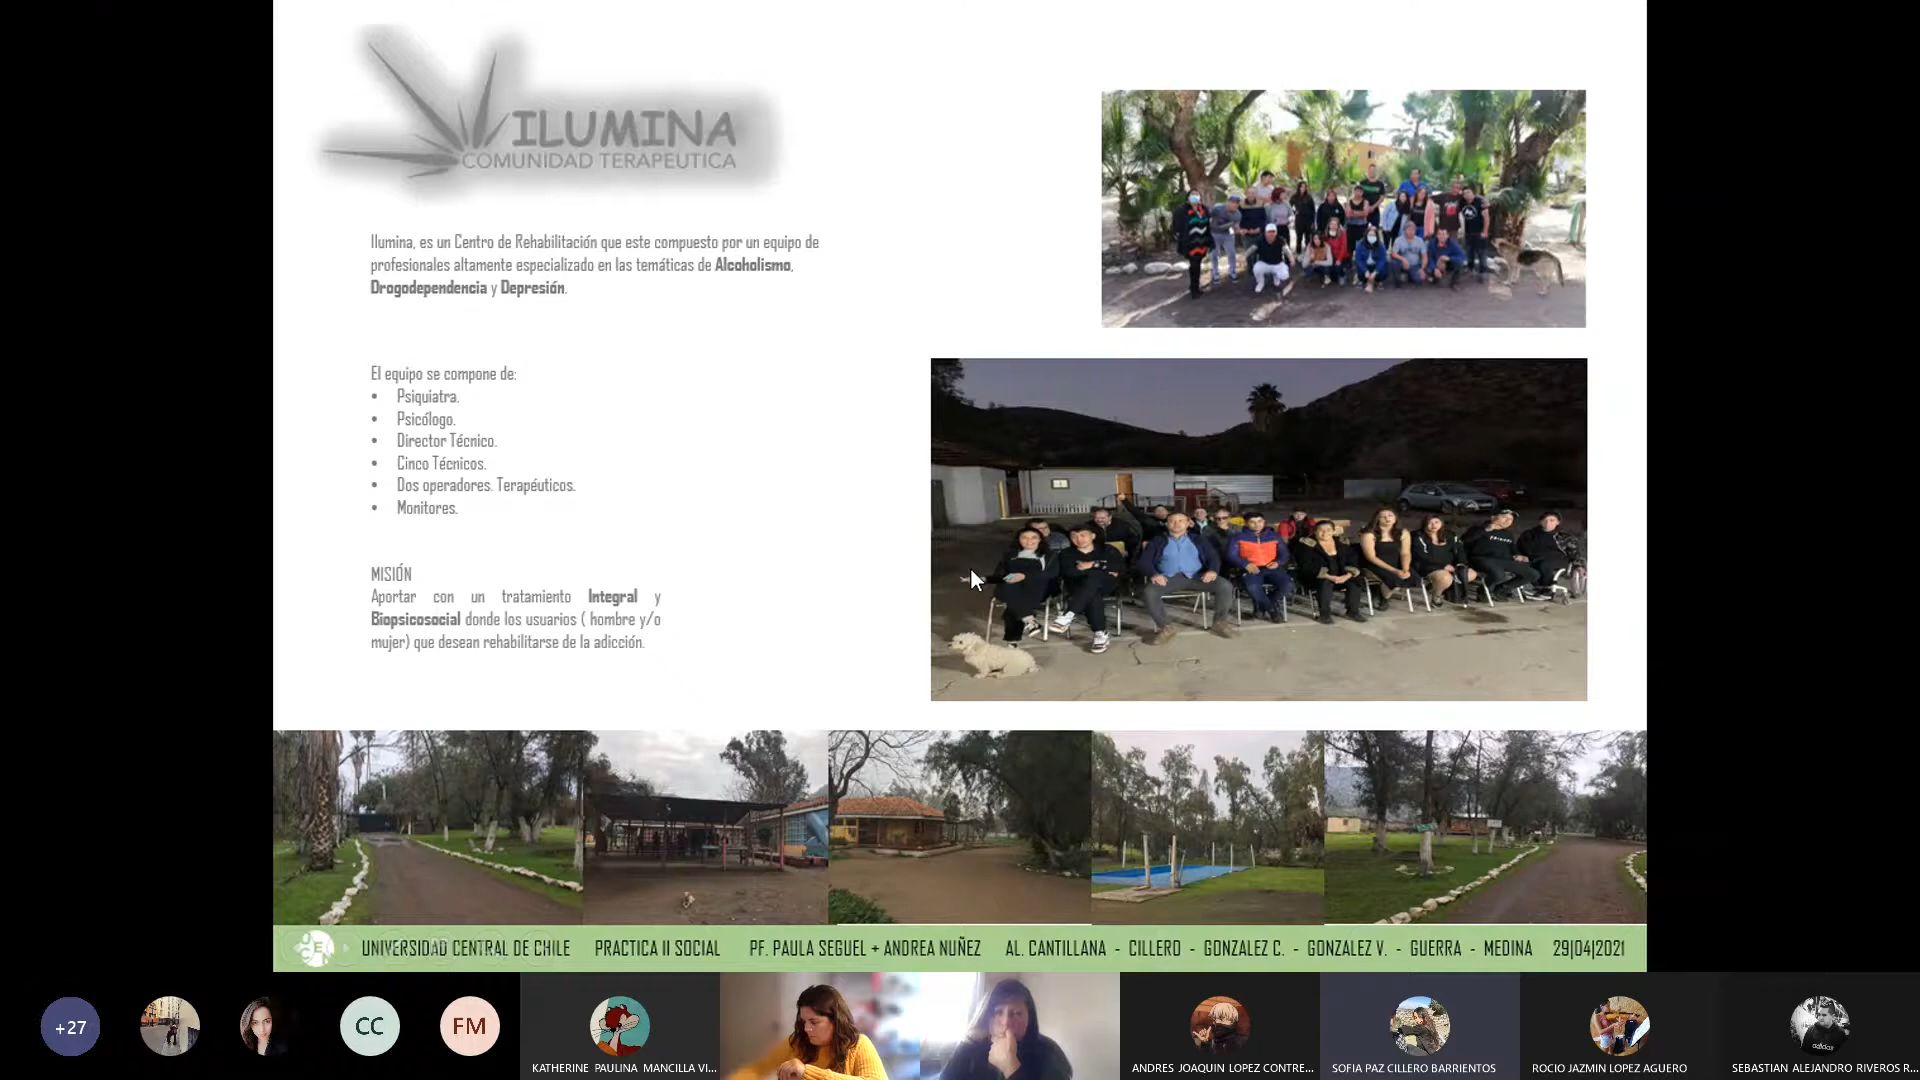 ILUMINA
COMUNIDAD TERAPEUTICA
Ilumina, es un Centro de Rehabilitación que este compuesto por un equipo de
profesionales altamente especializado en las temáticas de Alcoholismo,
Drogodependencia y Depresión.
El equipo se compone de:
• Psiquiatra.
• Psicólogo.
• Director Técnico.
• Cinco Técnicos.
• Dos operadores. Terapéuticos.
• Monitores.
MISIÓN
Aportar con un tratamiento Integral y
Biopsicosocial donde los usuarios ( hombre y/o
mujer) que desean rehabilitarse de la adicción.
E UNIVERSIDAD CENTRAL DE CHILE PRACTICA II SOCIAL PF. PAULA SEGUEL + ANDREA NUÑEZ AL. CANTILLANA - CILLERO - GONZALEZ C. - GONZALEZ V. - GUERRA - MEDINA 29|04|2021
+27 CC FM
KATHERINE PAULINA MANCILLA VI... ANDRES JOAQUIN LOPEZ CONTRE... SOFIA PAZ CILLERO BARRIENTOS ROCIO JAZMIN LOPEZ AGUERO SEBASTIAN ALEJANDRO RIVEROS R...
adidas